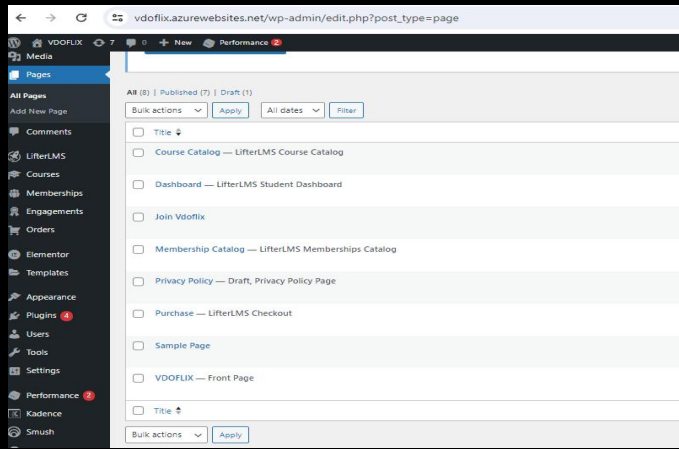 vdoflix.azurewebsites.net/wp-admin/edit.php?post_type=page
VDOFLIX 7 0 + New Performance 2
Media
Pages
All Pages
Add New Page
Comments
LifterLMS
Courses
Memberships
Engagements
Orders
Elementor
Templates
Appearance
Plugins 4
Users
Tools
Settings
Performance 2
Kadence
Smush
All (8) | Published (7) | Draft (1)
Bulk actions Apply All dates Filter
Title
Course Catalog — LifterLMS Course Catalog
Dashboard — LifterLMS Student Dashboard
Join Vdoflix
Membership Catalog — LifterLMS Memberships Catalog
Privacy Policy — Draft, Privacy Policy Page
Purchase — LifterLMS Checkout
Sample Page
VDOFLIX — Front Page
Title
Bulk actions Apply